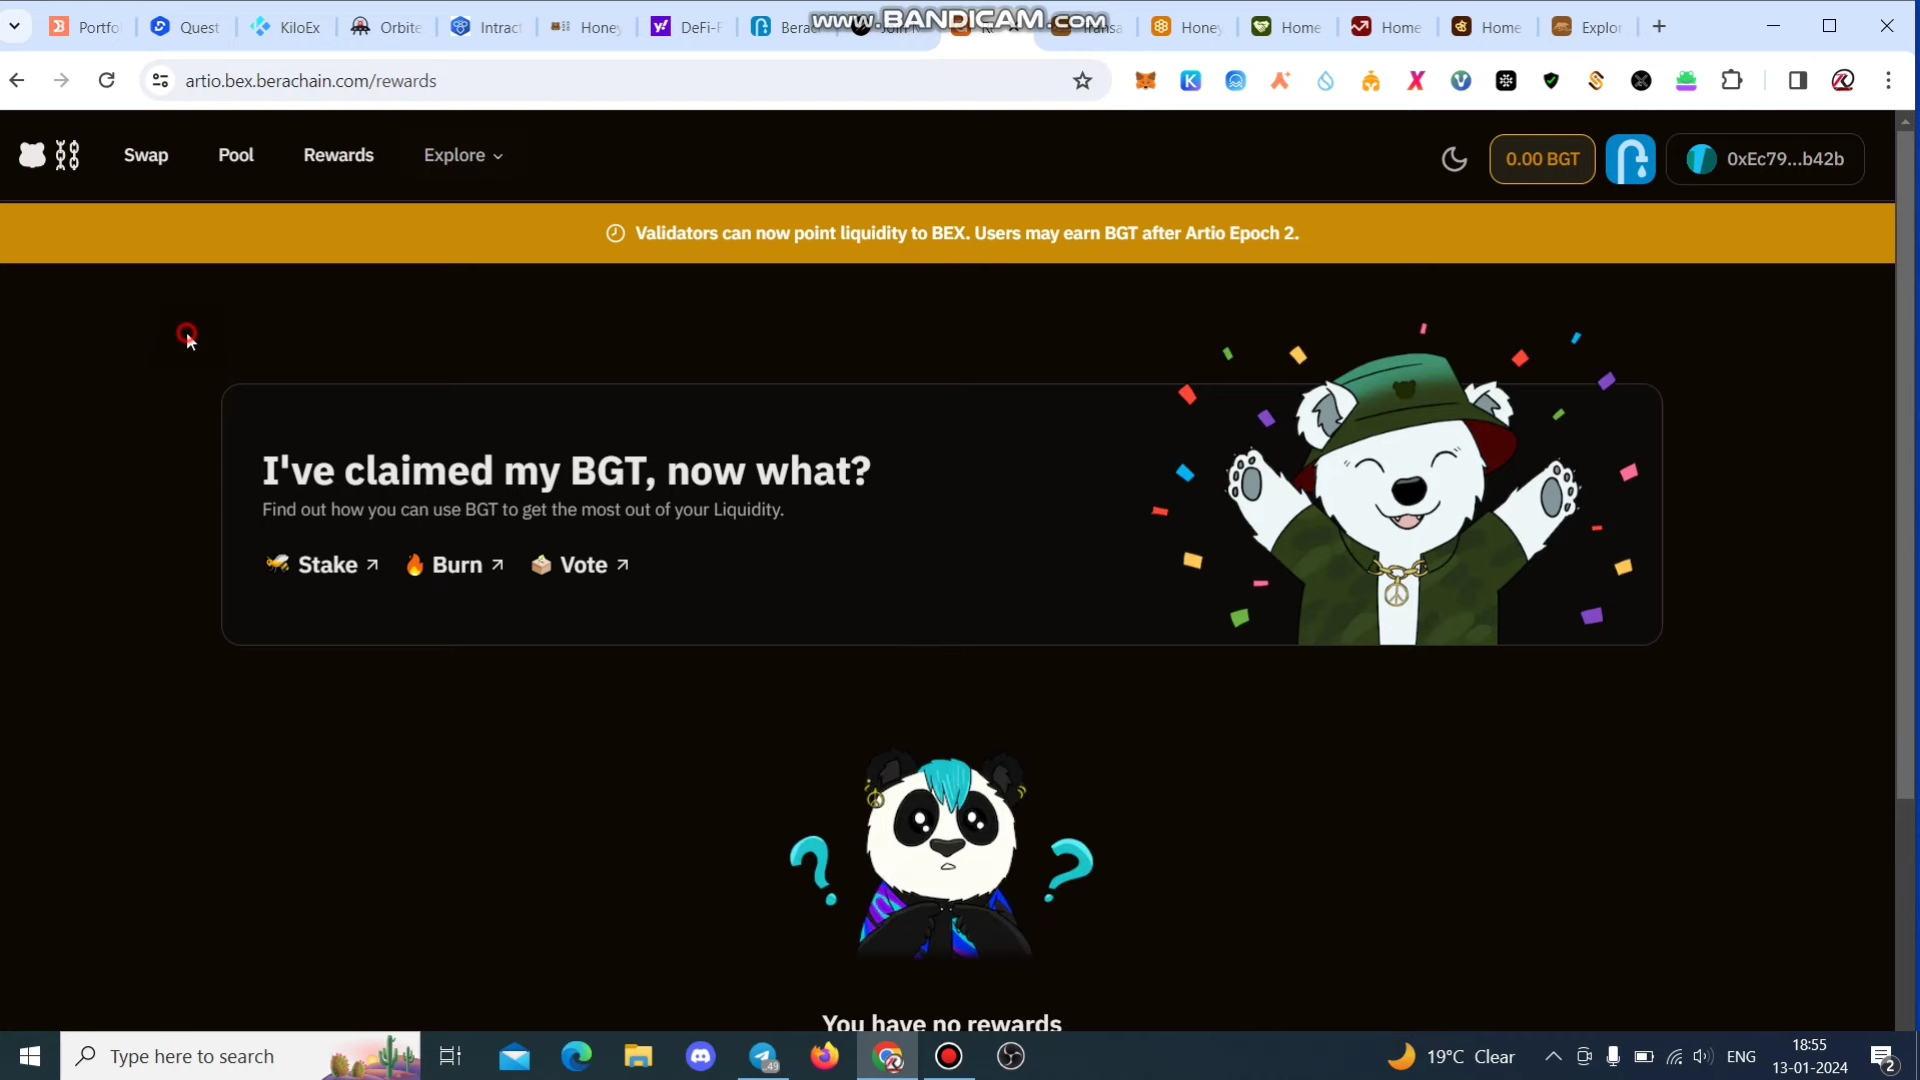 Portfo
Quest
KiloEx
Orbite
Intract
Honey
DeFi-F
Berac
www.BANDICAM.com
Transa
Honey
Home
Home
Home
Explor
artio.bex.berachain.com/rewards
Swap
Pool
Rewards
Explore
0.00 BGT
0xEc79...b42b
Validators can now point liquidity to BEX. Users may earn BGT after Artio Epoch 2.
I've claimed my BGT, now what?
Find out how you can use BGT to get the most out of your Liquidity.
Stake
Burn
Vote
You have no rewards
Type here to search
49
19°C Clear
ENG
18:55
13-01-2024
2